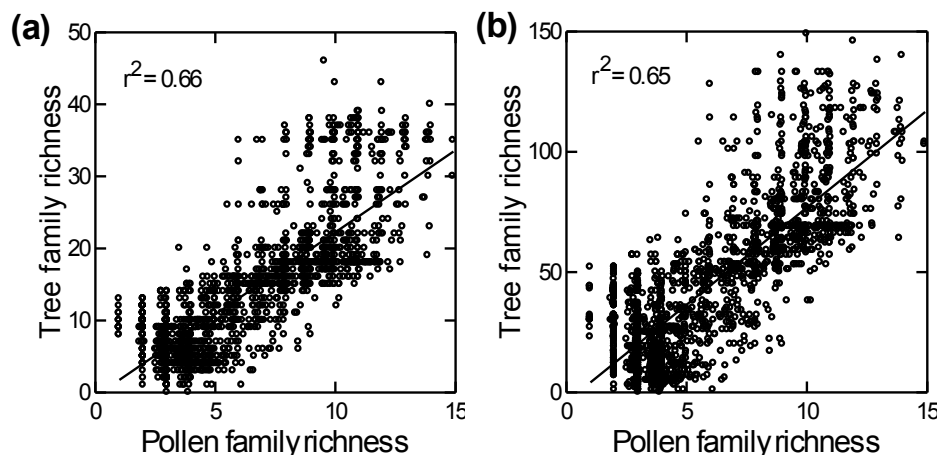 (a)
50
40
30
20
10
0
Tree family richness
r² = 0.66
0 5 10 15
Pollen family richness
(b)
150
100
50
0
Tree family richness
r² = 0.65
0 5 10 15
Pollen family richness